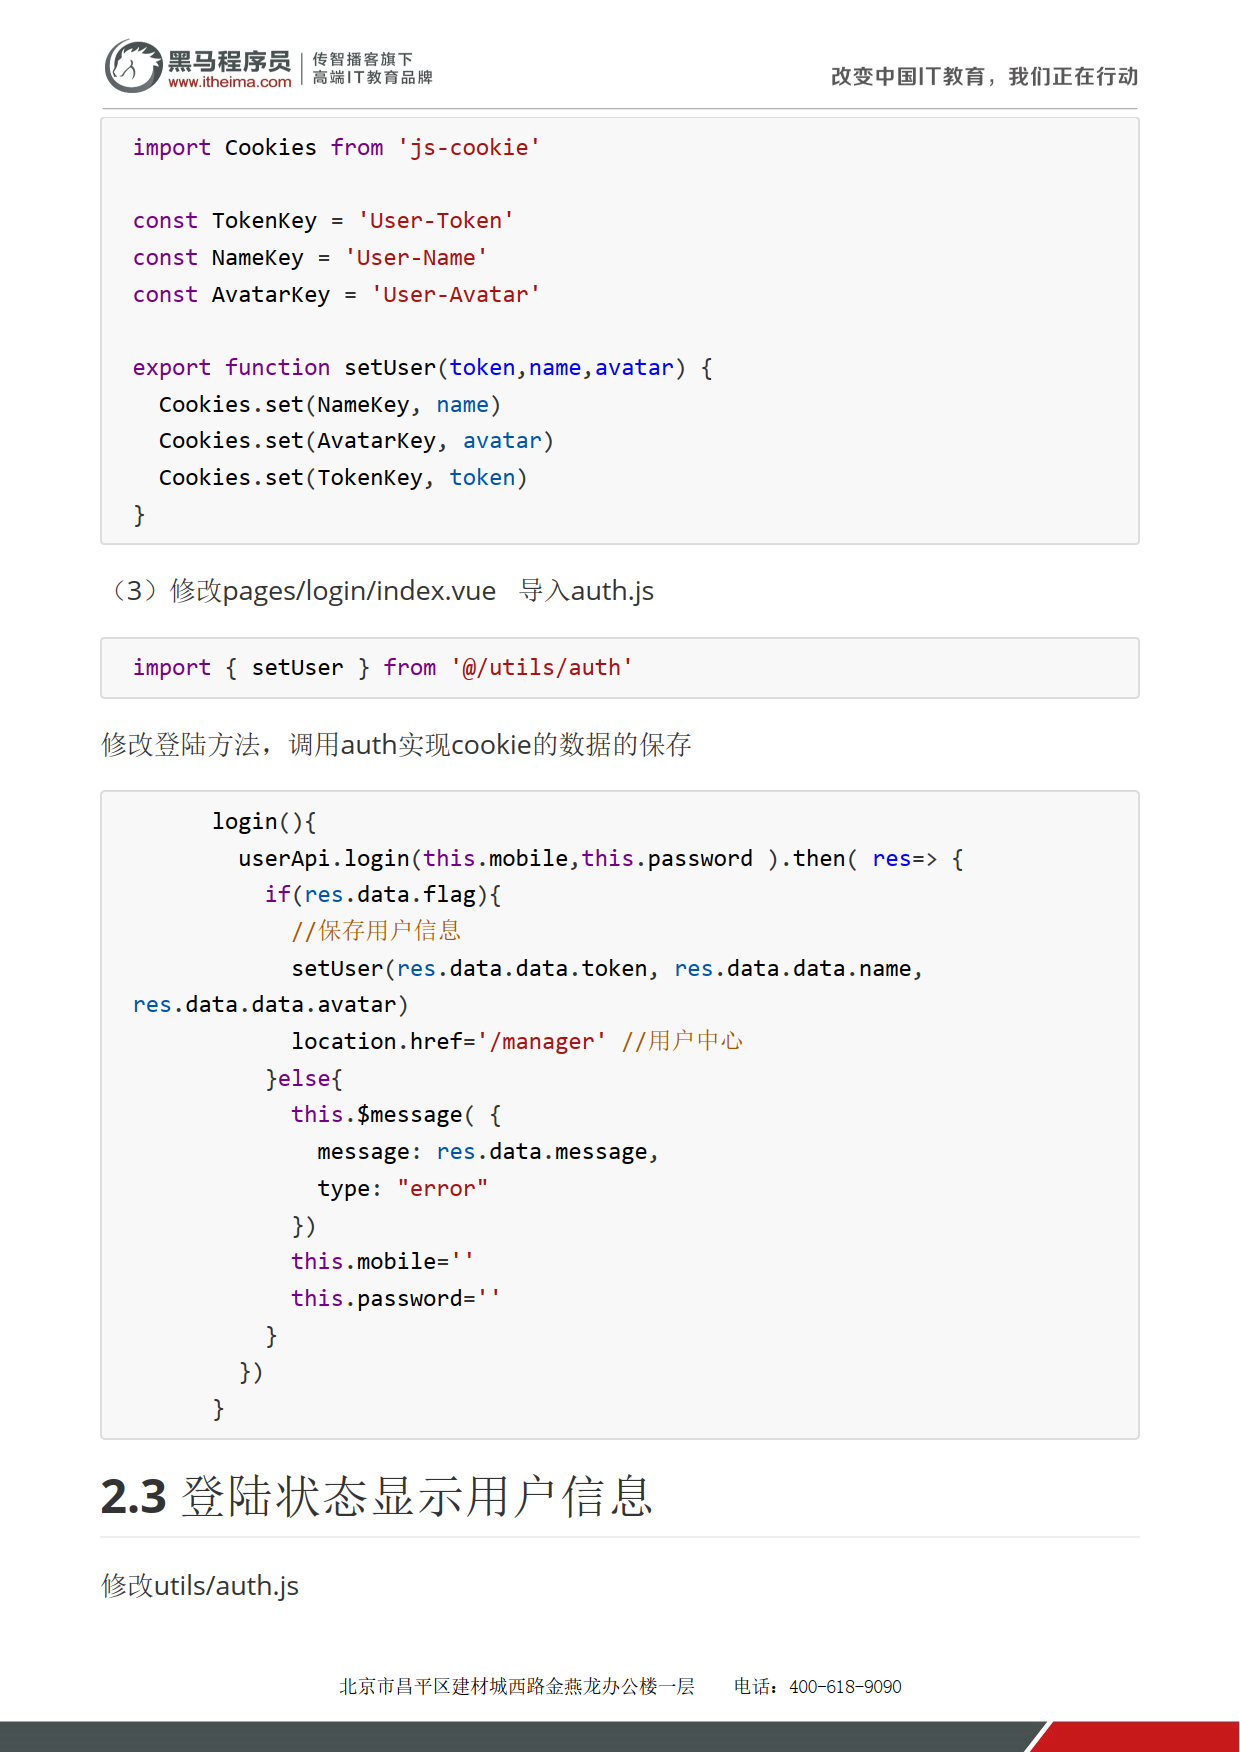 黑马程序员
www.itheima.com
传智播客旗下
高端IT教育品牌
改变中国IT教育，我们正在行动
import Cookies from 'js-cookie'
const TokenKey = 'User-Token'
const NameKey = 'User-Name'
const AvatarKey = 'User-Avatar'
export function setUser(token,name,avatar) {
  Cookies.set(NameKey, name)
  Cookies.set(AvatarKey, avatar)
  Cookies.set(TokenKey, token)
}
（3）修改pages/login/index.vue   导入auth.js
import { setUser } from '@/utils/auth'
修改登陆方法，调用auth实现cookie的数据的保存
      login(){
        userApi.login(this.mobile,this.password ).then( res=> {
          if(res.data.flag){
            //保存用户信息
            setUser(res.data.data.token, res.data.data.name,
res.data.data.avatar)
            location.href='/manager' //用户中心
          }else{
            this.$message( {
              message: res.data.message,
              type: "error"
            })
            this.mobile=''
            this.password=''
          }
        })
      }
2.3 登陆状态显示用户信息
修改utils/auth.js
北京市昌平区建材城西路金燕龙办公楼一层    电话：400-618-9090